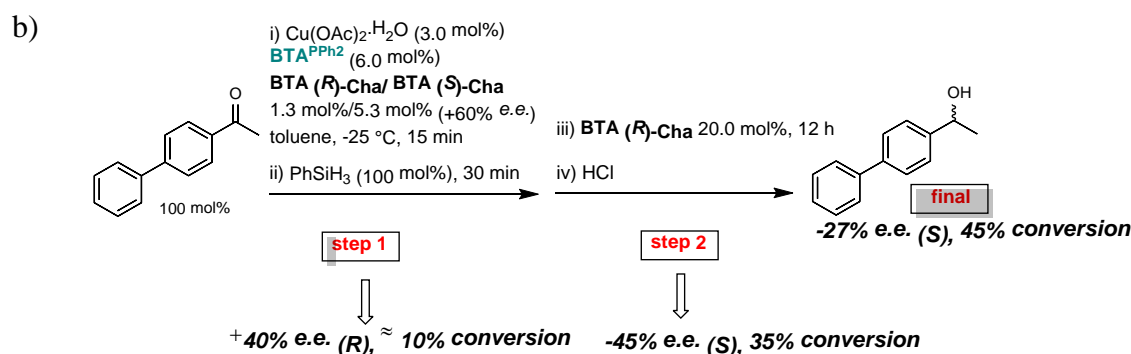 b)
i) Cu(OAc)₂·H₂O (3.0 mol%)
BTAᴾᴾʰ² (6.0 mol%)
BTA (R)-Cha/ BTA (S)-Cha
1.3 mol%/5.3 mol% (+60% e.e.)
toluene, -25 °C, 15 min
ii) PhSiH₃ (100 mol%), 30 min
O
100 mol%
iii) BTA (R)-Cha 20.0 mol%, 12 h
iv) HCl
OH
final
-27% e.e. (S), 45% conversion
step 1
step 2
+40% e.e. (R), ≈ 10% conversion
-45% e.e. (S), 35% conversion